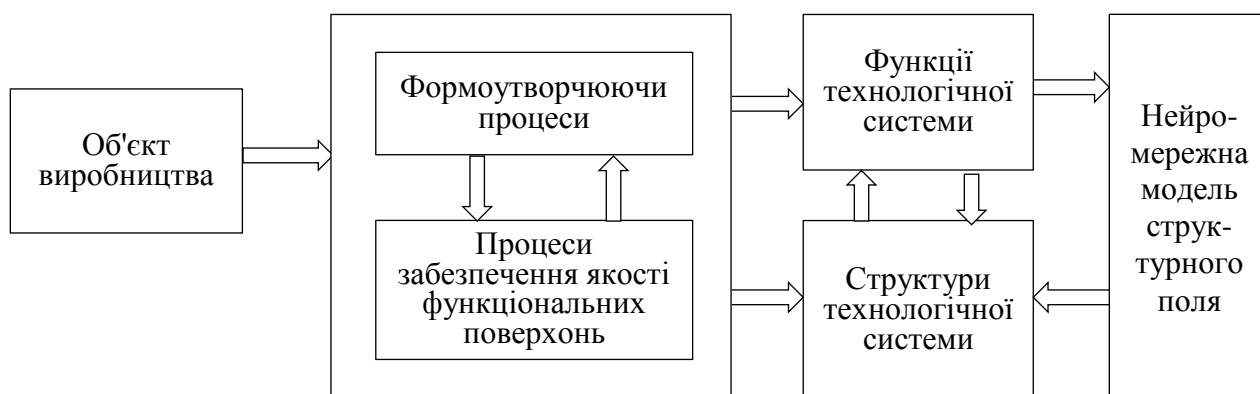 Об'єкт
виробництва
Формоутворчюючи
процеси
Процеси
забезпечення якості
функціональних
поверхонь
Функції
технологічної
системи
Структури
технологічної
системи
Нейро-
мережна
модель
струк-
турного
поля